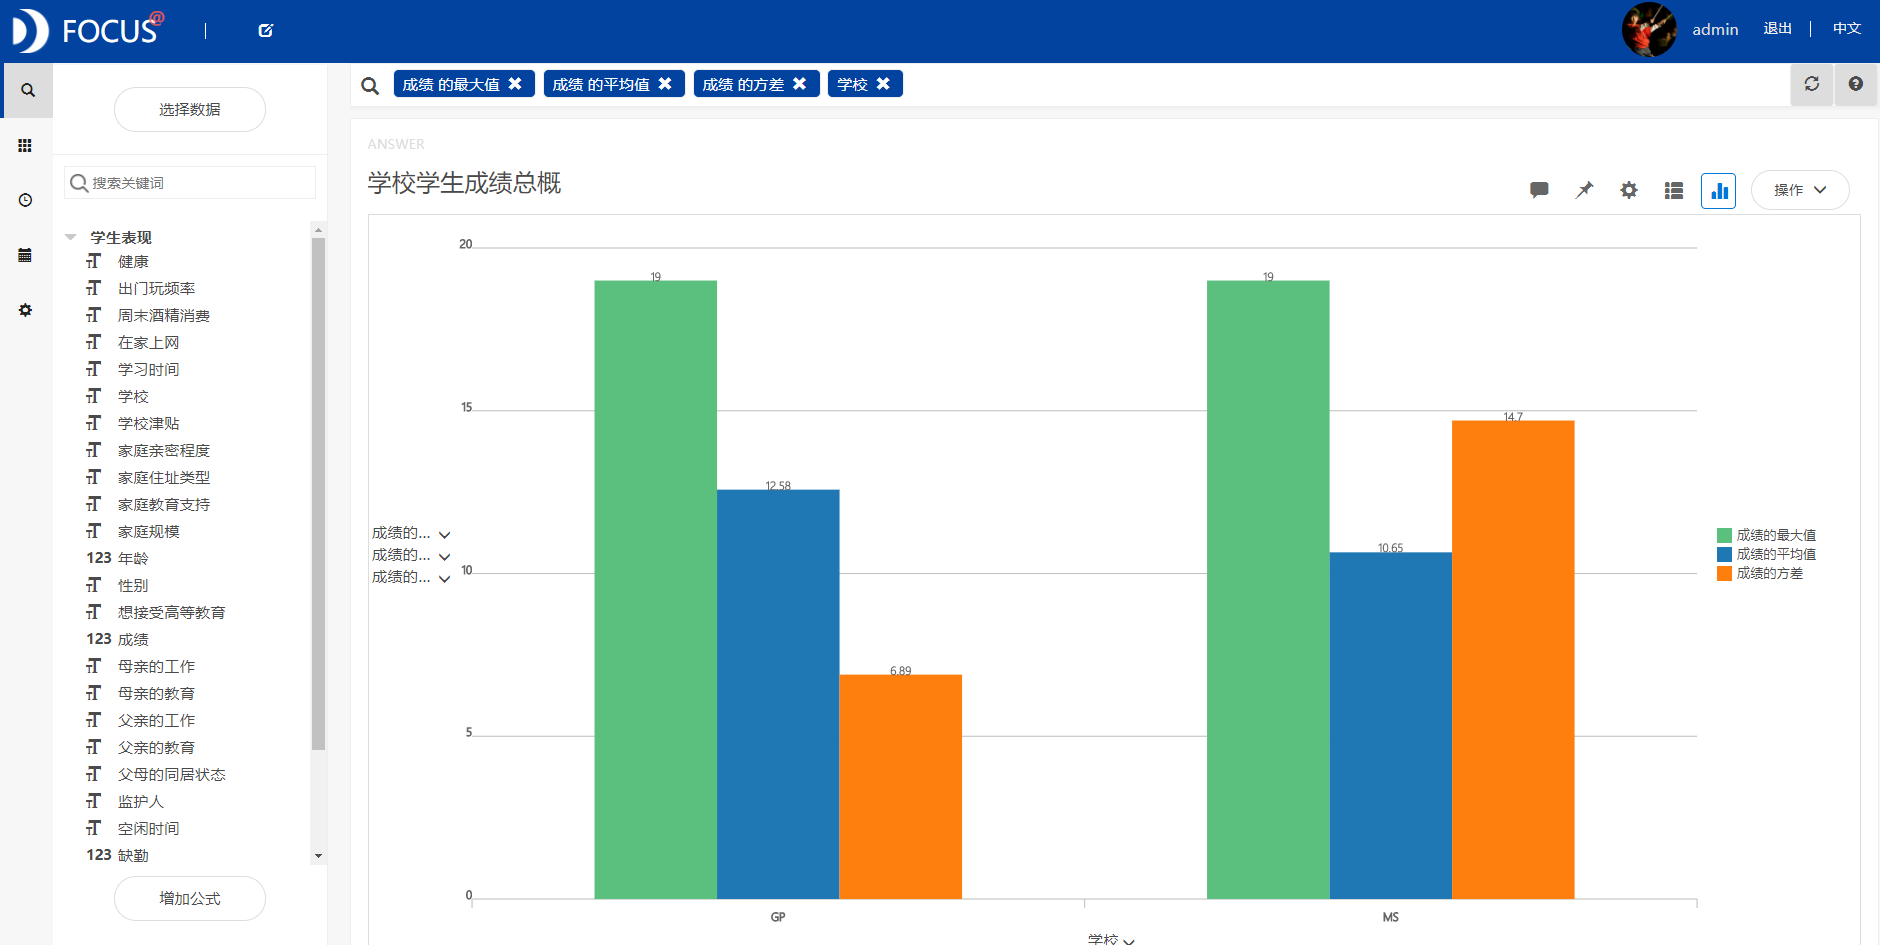 FOCUS@ |
admin 退出 | 中文
成绩 的最大值 ✖ 成绩 的平均值 ✖ 成绩 的方差 ✖ 学校 ✖
选择数据
搜索关键词
学生表现
健康
出门玩频率
周末酒精消费
在家上网
学习时间
学校
学校津贴
家庭亲密程度
家庭住址类型
家庭教育支持
家庭规模
123 年龄
性别
想接受高等教育
123 成绩
母亲的工作
母亲的教育
父亲的工作
父亲的教育
父母的同居状态
监护人
空闲时间
123 缺勤
增加公式
ANSWER
学校学生成绩总概
操作
20
15
10
5
0
成绩的...
成绩的...
成绩的...
19
12.58
6.89
19
10.65
14.7
GP
MS
学校
成绩的最大值
成绩的平均值
成绩的方差